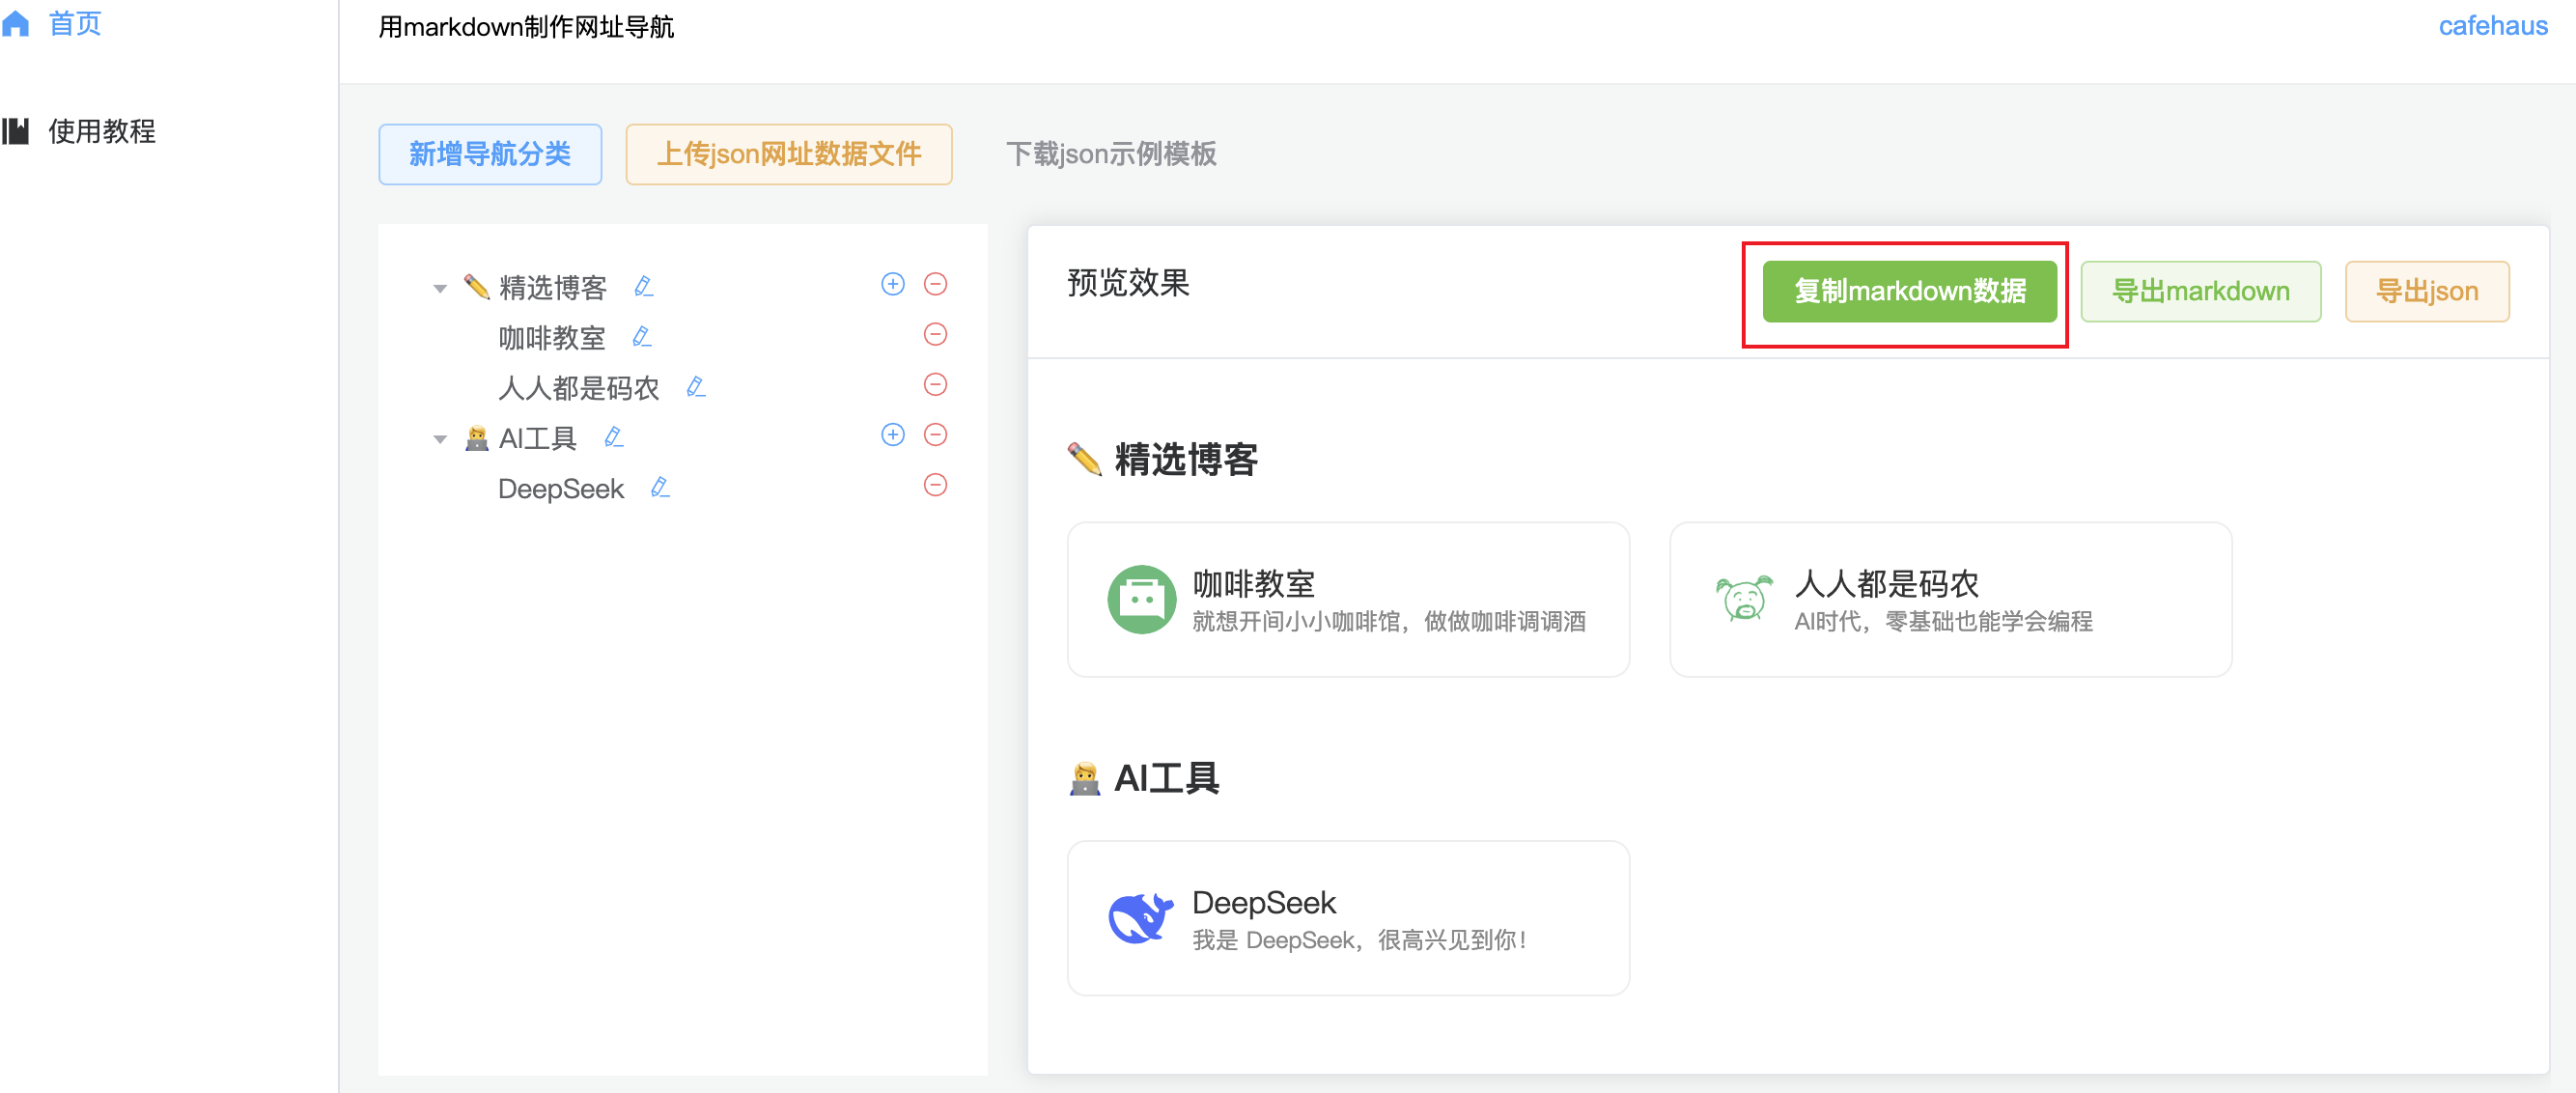 首页
使用教程
用markdown制作网址导航
cafehaus
新增导航分类
上传json网址数据文件
下载json示例模板
精选博客
咖啡教室
人人都是码农
AI工具
DeepSeek
预览效果
复制markdown数据
导出markdown
导出json
精选博客
咖啡教室
就想开间小小咖啡馆，做做咖啡调调酒
人人都是码农
AI时代，零基础也能学会编程
AI工具
DeepSeek
我是 DeepSeek，很高兴见到你！